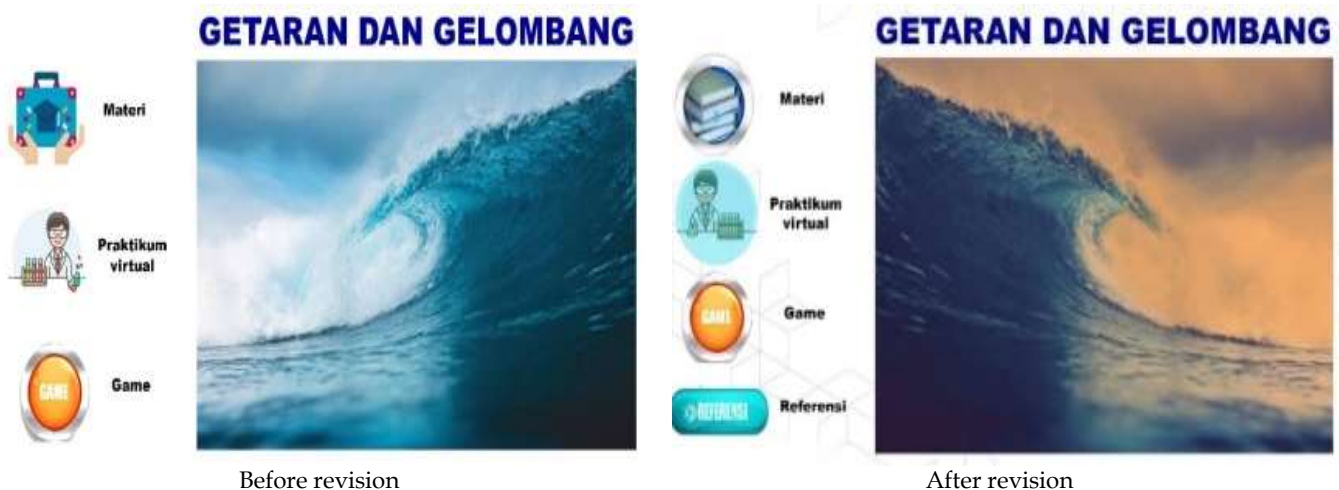 GETARAN DAN GELOMBANG
Materi
Praktikum
virtual
GAME
Game
Before revision
GETARAN DAN GELOMBANG
Materi
Praktikum
virtual
GAME
Game
REFERENSI
Referensi
After revision